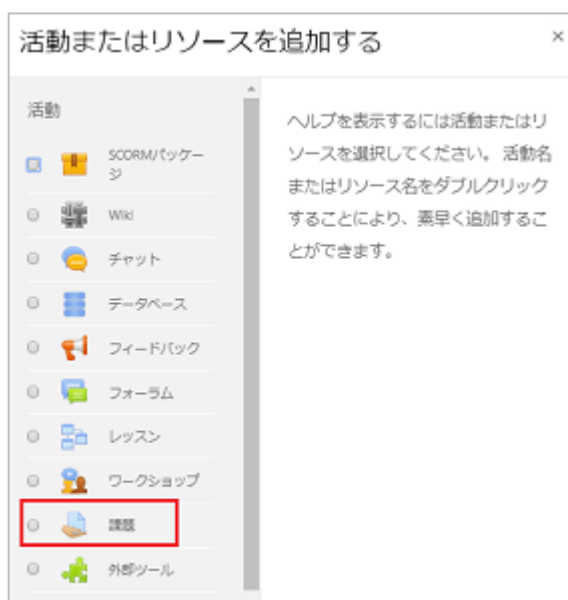 活動またはリソースを追加する
×
活動
SCORMパッケー
ジ
Wiki
チャット
データベース
フィードバック
フォーラム
レッスン
ワークショップ
課題
外部ツール
ヘルプを表示するには活動またはリ
ソースを選択してください。 活動名
またはリソース名をダブルクリック
することにより、素早く追加するこ
とができます。